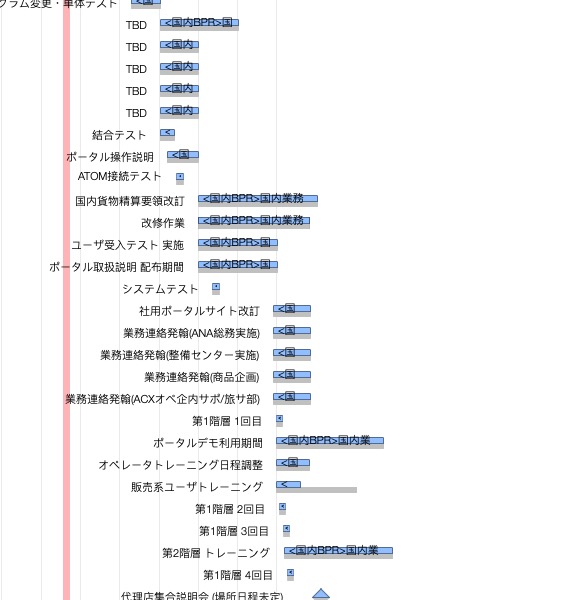 グラム変更・単体テスト <国
TBD <国内BPR>国
TBD <国内
TBD <国内
TBD <国内
TBD <国内
結合テスト <
ポータル操作説明 <国
ATOM接続テスト <
国内貨物精算要領改訂 <国内BPR>国内業務
改修作業 <国内BPR>国内業務
ユーザ受入テスト 実施 <国内BPR>国
ポータル取扱説明 配布期間 <国内BPR>国
システムテスト
社用ポータルサイト改訂 <国
業務連絡発翰(ANA総務実施) <国
業務連絡発翰(整備センター実施) <国
業務連絡発翰(商品企画) <国
業務連絡発翰(ACXオペ企内サポ/旅サ部) <国
第1階層 1回目 <
ポータルデモ利用期間 <国内BPR>国内業
オペレータトレーニング日程調整 <国
販売系ユーザトレーニング <
第1階層 2回目 <
第1階層 3回目 <
第2階層 トレーニング <国内BPR>国内業
第1階層 4回目 <
代理店集合説明会 (場所日程未定)